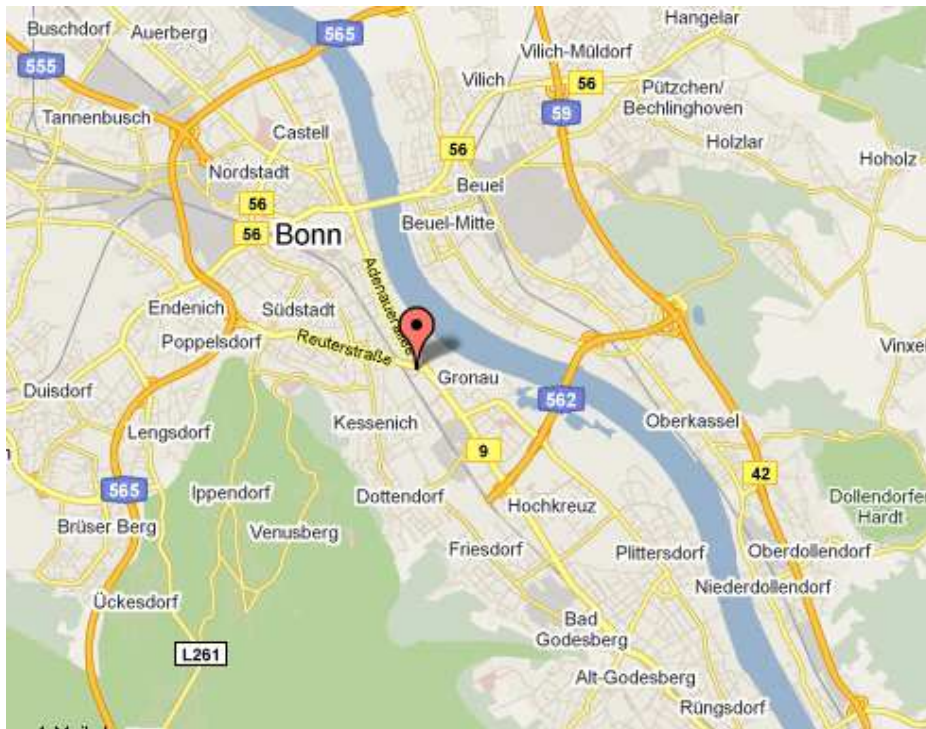 Hangelar
Buschdorf
Auerberg
565
Vilich-Müldorf
555
Vilich
56
Pützchen/
Bechlinghoven
59
Tannenbusch
Castell
Holzlar
56
Hoholz
Nordstadt
Beuel
56
Beuel-Mitte
56
Bonn
Adenauerallee
Endenich
Südstadt
Poppelsdorf
Reuterstraße
Vinxel
Gronau
Duisdorf
562
Kessenich
Oberkassel
Lengsdorf
9
42
565
Ippendorf
Dottendorf
Hochkreuz
Dollendorfer
Hardt
Brüser Berg
Venusberg
Friesdorf
Plittersdorf
Oberdollendorf
Niederdollendorf
Ückesdorf
Bad
Godesberg
L261
Alt-Godesberg
Rüngsdorf